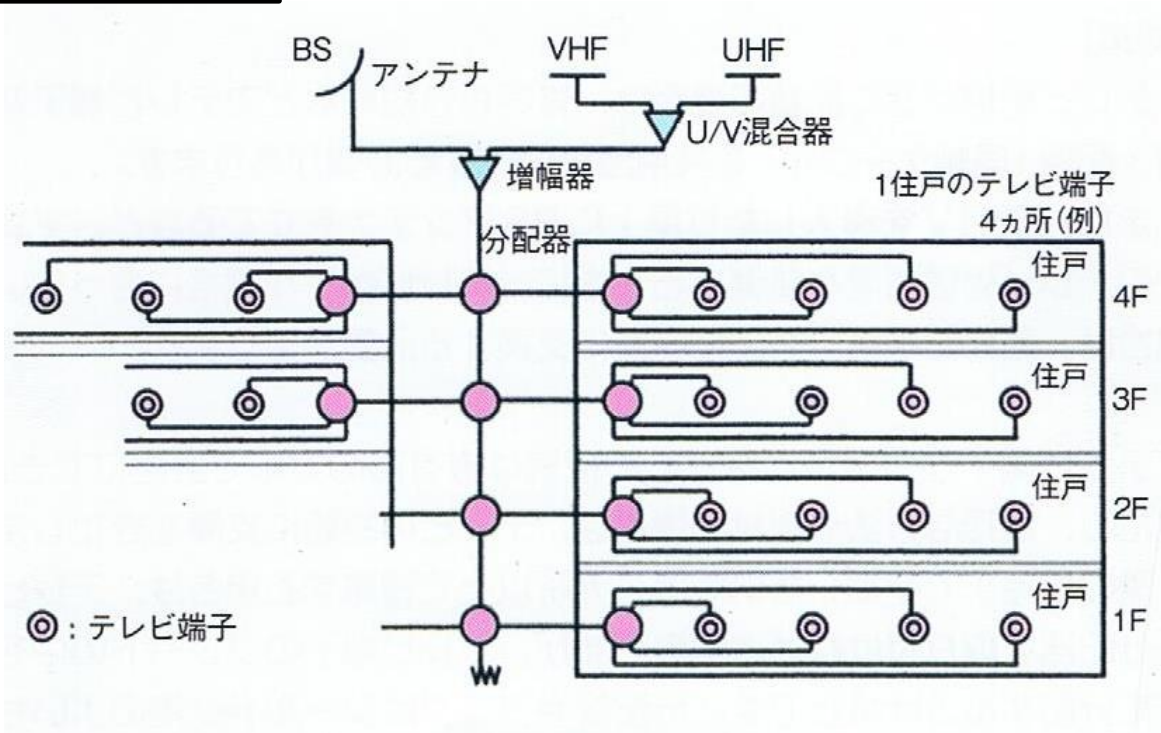 BS
アンテナ
VHF
UHF
U/V混合器
増幅器
1住戸のテレビ端子
4ヵ所(例)
分配器
住戸
4F
住戸
3F
住戸
2F
住戸
1F
：テレビ端子